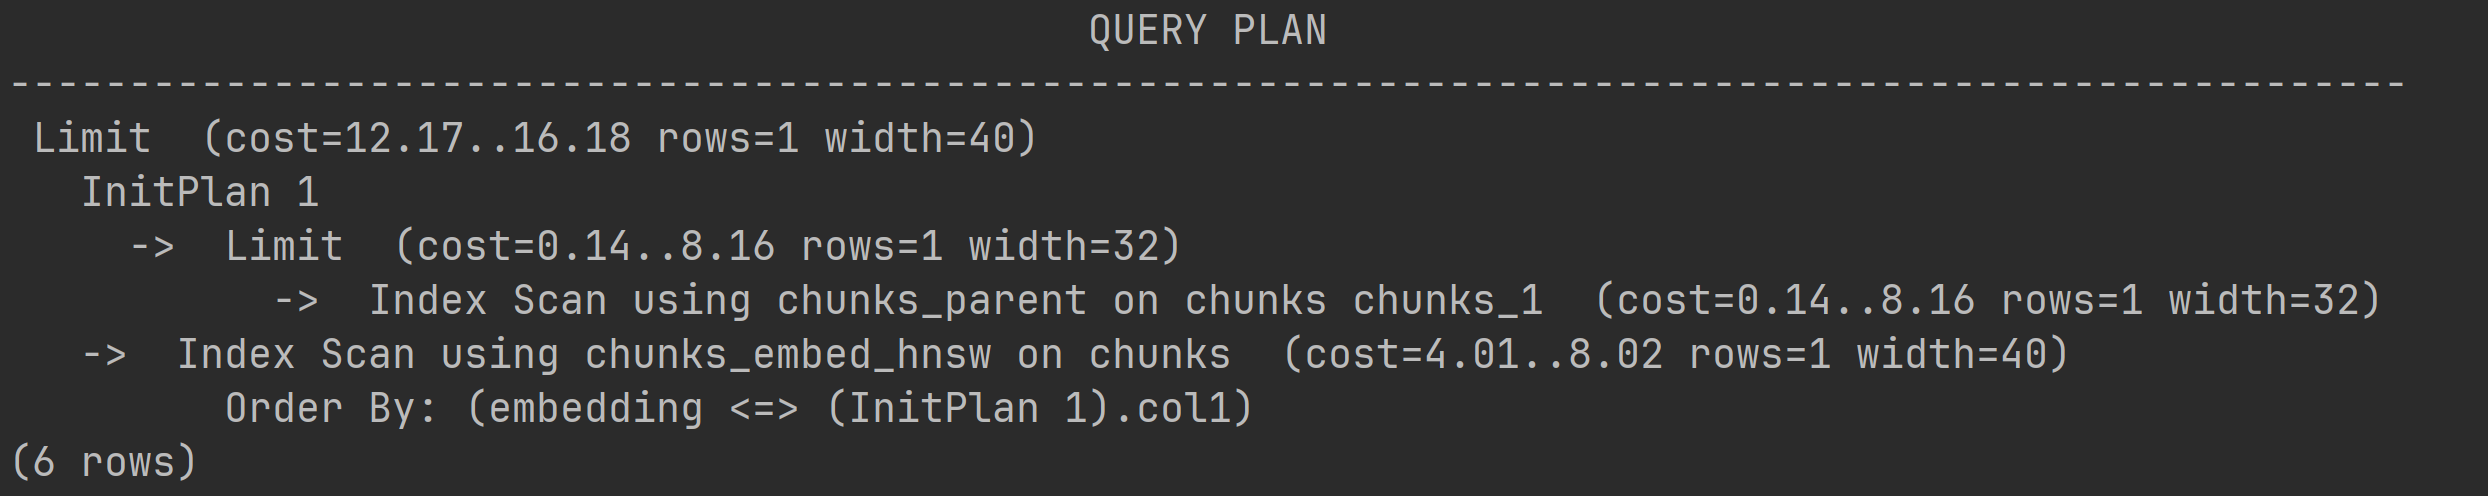 QUERY PLAN
----------------------------------------------------------------------------------------------------
Limit  (cost=12.17..16.18 rows=1 width=40)
  InitPlan 1
    ->  Limit  (cost=0.14..8.16 rows=1 width=32)
          ->  Index Scan using chunks_parent on chunks chunks_1  (cost=0.14..8.16 rows=1 width=32)
  ->  Index Scan using chunks_embed_hnsw on chunks  (cost=4.01..8.02 rows=1 width=40)
        Order By: (embedding <=> (InitPlan 1).col1)
(6 rows)